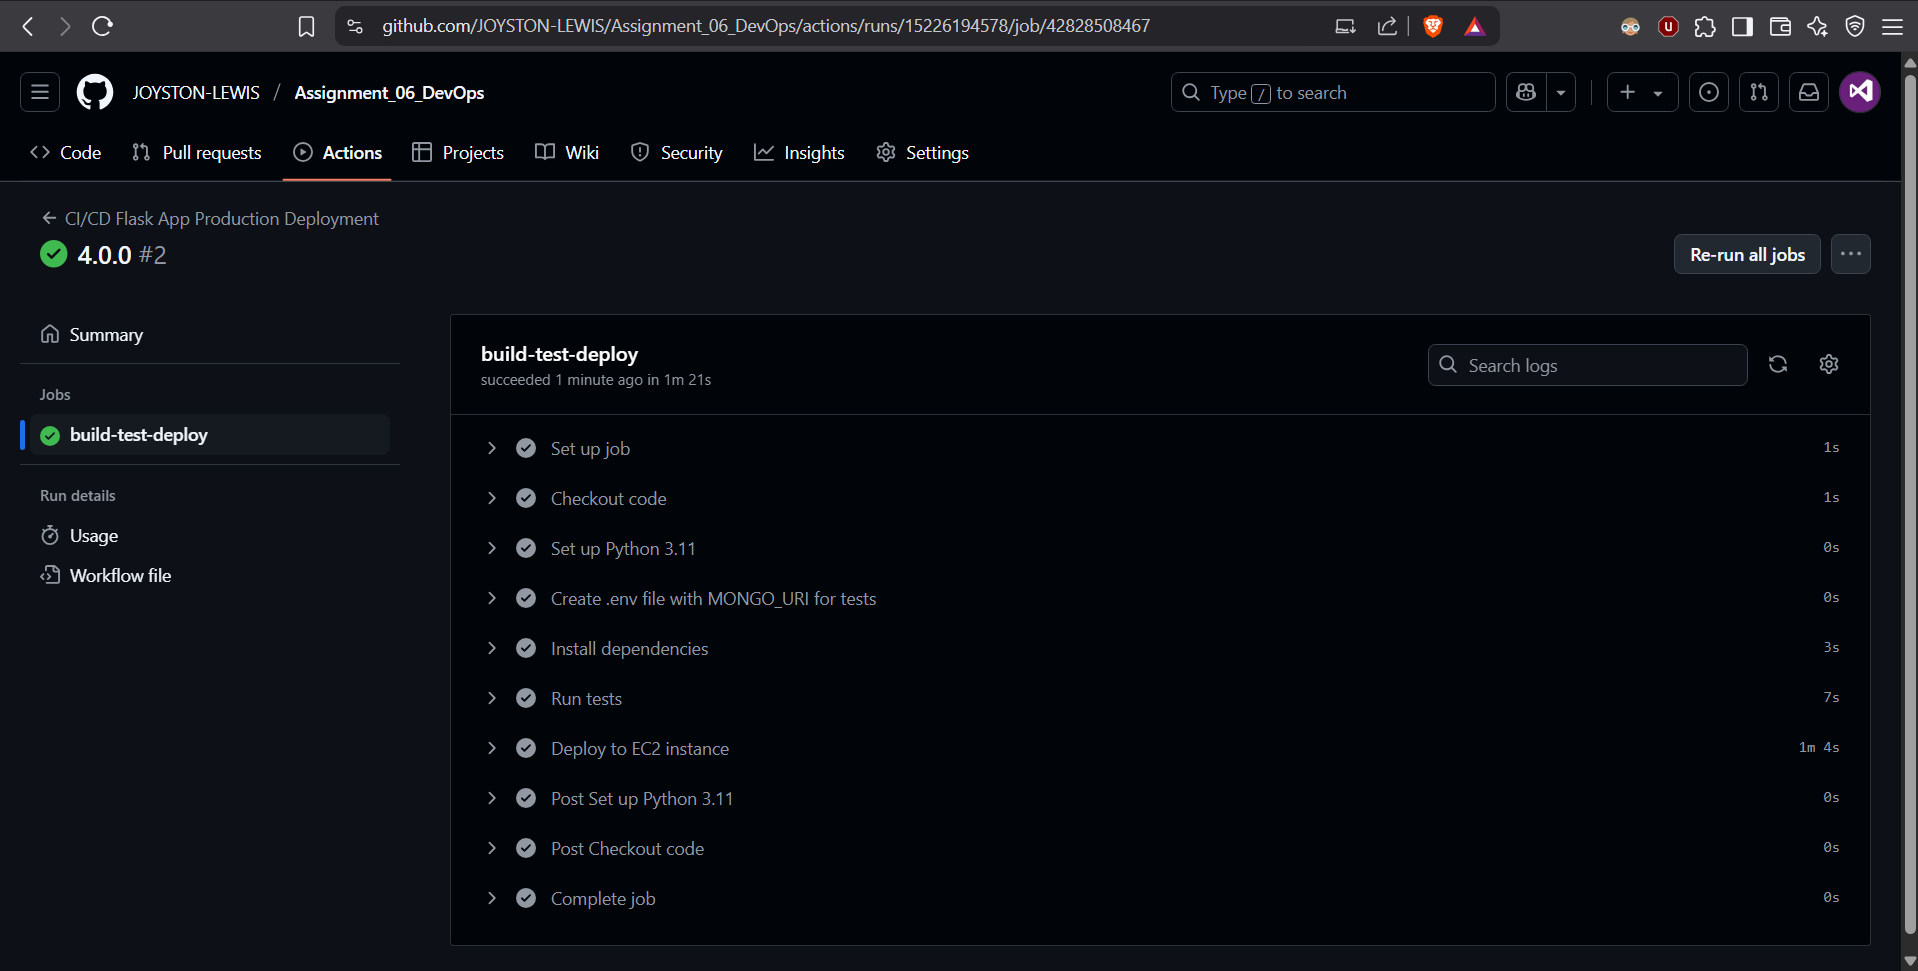 github.com/JOYSTON-LEWIS/Assignment_06_DevOps/actions/runs/15226194578/job/42828508467
JOYSTON-LEWIS / Assignment_06_DevOps
Type / to search
Code Pull requests Actions Projects Wiki Security Insights Settings
CI/CD Flask App Production Deployment
4.0.0 #2
Re-run all jobs
Summary
Jobs
build-test-deploy
Run details
Usage
Workflow file
build-test-deploy
succeeded 1 minute ago in 1m 21s
Search logs
Set up job 1s
Checkout code 1s
Set up Python 3.11 0s
Create .env file with MONGO_URI for tests 0s
Install dependencies 3s
Run tests 7s
Deploy to EC2 instance 1m 4s
Post Set up Python 3.11 0s
Post Checkout code 0s
Complete job 0s